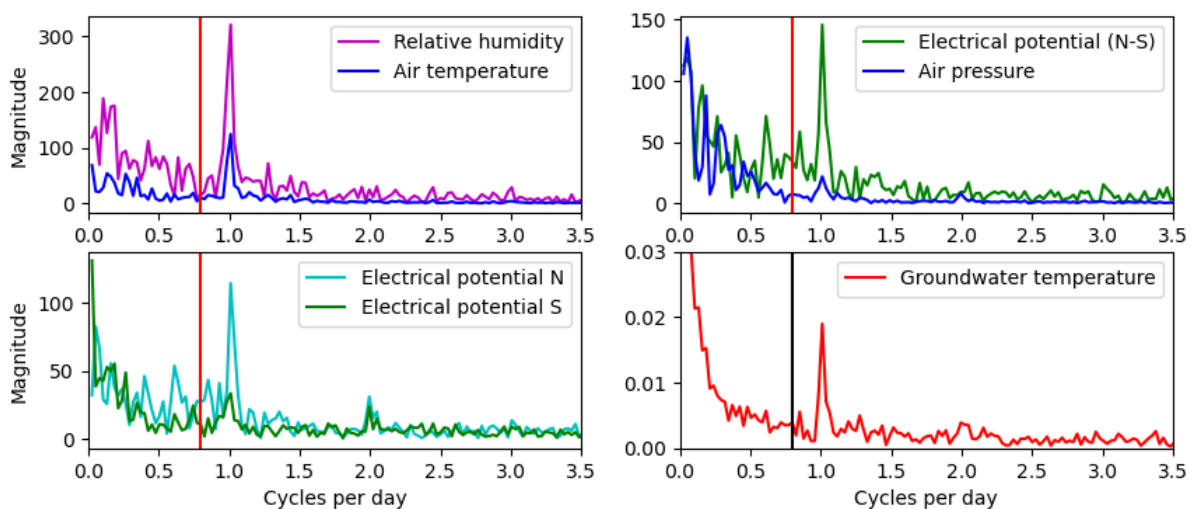 Magnitude
300
200
100
0
Relative humidity
Air temperature
0.0 0.5 1.0 1.5 2.0 2.5 3.0 3.5
150
100
50
0
Electrical potential (N-S)
Air pressure
0.0 0.5 1.0 1.5 2.0 2.5 3.0 3.5
Magnitude
100
50
0
Electrical potential N
Electrical potential S
0.0 0.5 1.0 1.5 2.0 2.5 3.0 3.5
Cycles per day
0.03
0.02
0.01
0.00
Groundwater temperature
0.0 0.5 1.0 1.5 2.0 2.5 3.0 3.5
Cycles per day